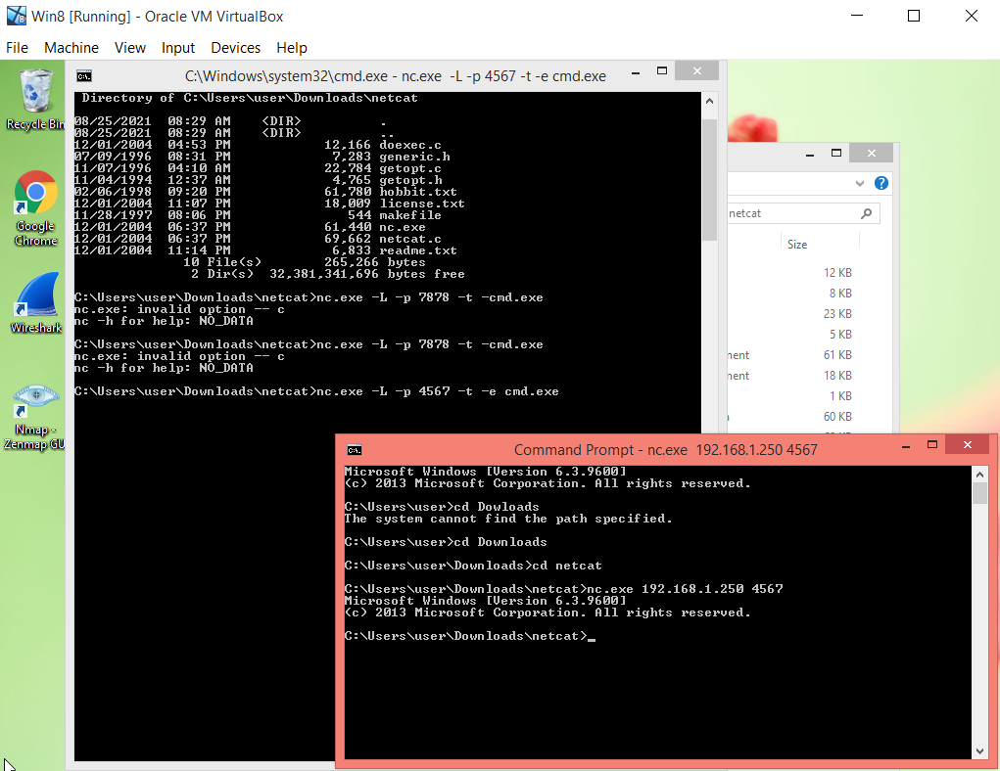 Win8 [Running] - Oracle VM VirtualBox
File Machine View Input Devices Help
Recycle Bin
Google
Chrome
Wireshark
Nmap -
Zenmap GU
C:\Windows\system32\cmd.exe - nc.exe -L -p 4567 -t -e cmd.exe
Directory of C:\Users\user\Downloads\netcat
08/25/2021 08:29 AM <DIR> .
08/25/2021 08:29 AM <DIR> ..
12/01/2004 04:53 PM 12,166 doexec.c
07/09/1996 08:31 PM 7,283 generic.h
11/07/1996 04:10 AM 22,784 getopt.c
11/04/1994 12:37 AM 4,765 getopt.h
02/06/1998 09:20 PM 61,780 hobbit.txt
12/01/2004 11:07 PM 18,009 license.txt
11/28/1997 08:06 PM 544 makefile
12/01/2004 06:37 PM 61,440 nc.exe
12/01/2004 06:37 PM 69,662 netcat.c
12/01/2004 11:14 PM 6,833 readme.txt
10 File(s) 265,266 bytes
2 Dir(s) 32,381,341,696 bytes free
C:\Users\user\Downloads\netcat>nc.exe -L -p 7878 -t -cmd.exe
nc.exe: invalid option -- c
nc -h for help: NO_DATA
C:\Users\user\Downloads\netcat>nc.exe -L -p 7878 -t -cmd.exe
nc.exe: invalid option -- c
nc -h for help: NO_DATA
C:\Users\user\Downloads\netcat>nc.exe -L -p 4567 -t -e cmd.exe
netcat
Size
12 KB
8 KB
23 KB
5 KB
nent 61 KB
nent 18 KB
1 KB
60 KB
Command Prompt - nc.exe 192.168.1.250 4567
Microsoft Windows [Version 6.3.9600]
(c) 2013 Microsoft Corporation. All rights reserved.
C:\Users\user>cd Dowloads
The system cannot find the path specified.
C:\Users\user>cd Downloads
C:\Users\user\Downloads>cd netcat
C:\Users\user\Downloads\netcat>nc.exe 192.168.1.250 4567
Microsoft Windows [Version 6.3.9600]
(c) 2013 Microsoft Corporation. All rights reserved.
C:\Users\user\Downloads\netcat>_